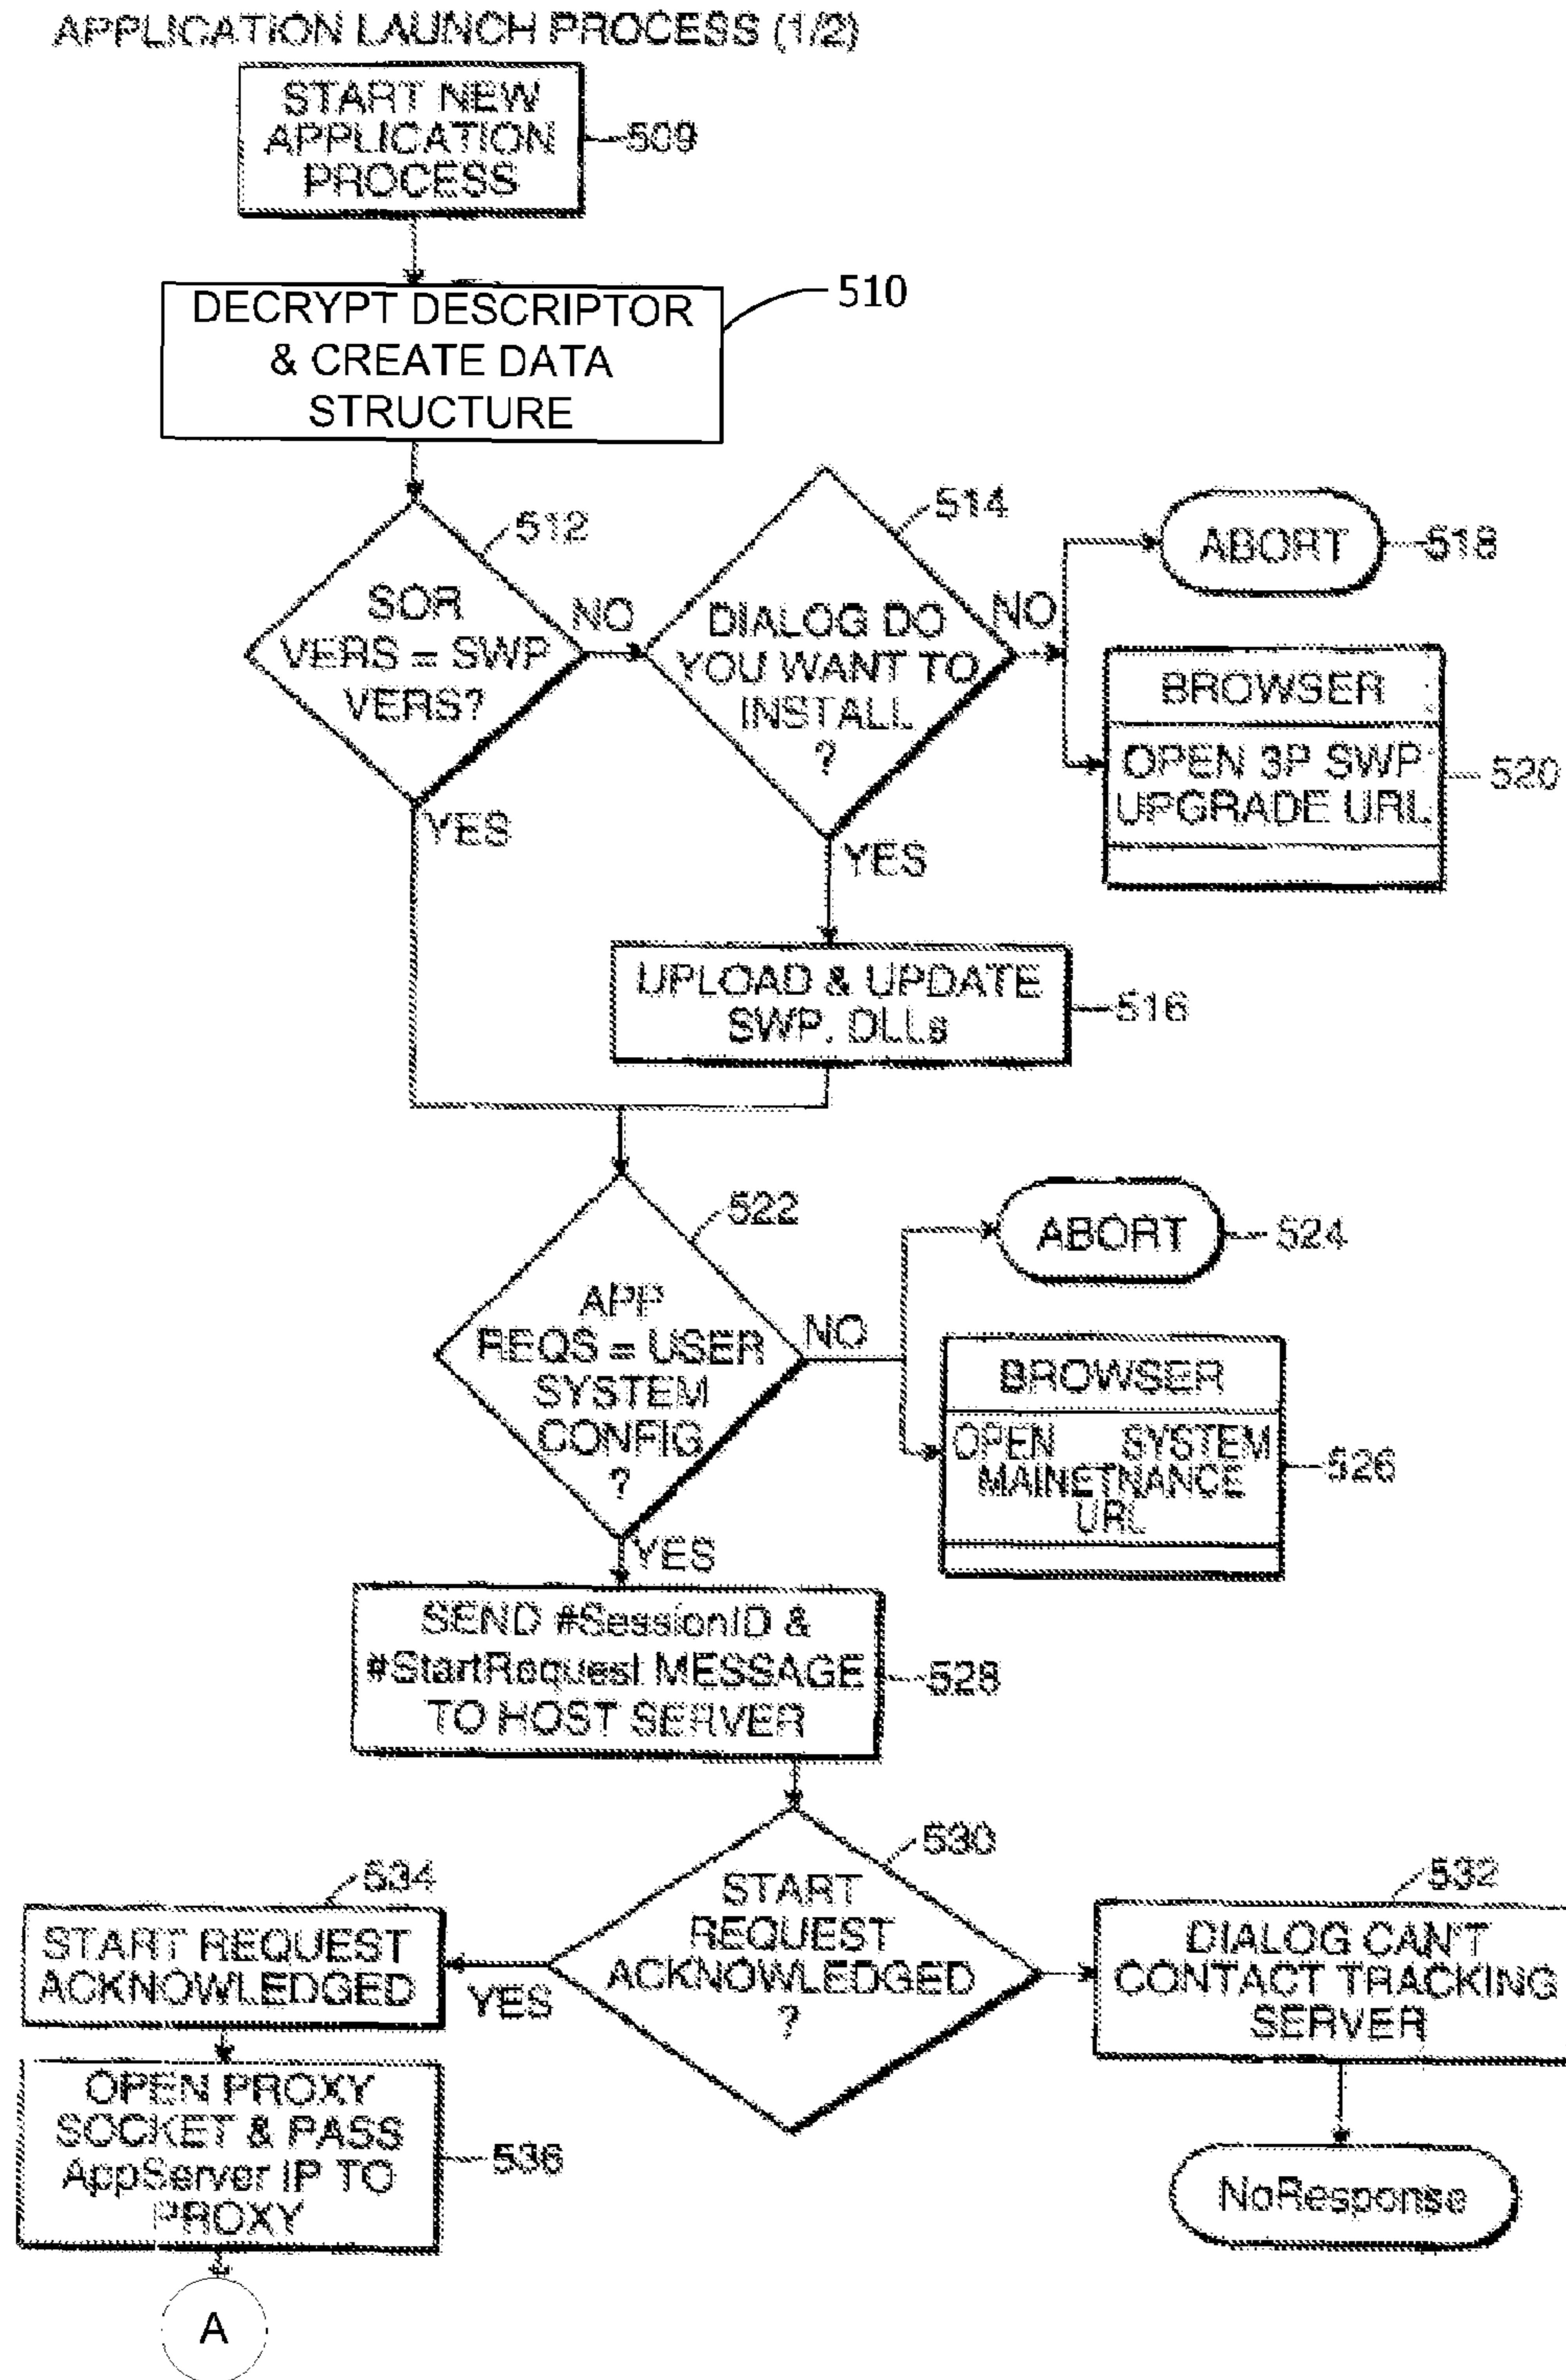 APPLICATION LAUNCH PROCESS (1/2)
START NEW
APPLICATION
PROCESS
509
DECRYPT DESCRIPTOR
& CREATE DATA
STRUCTURE
510
512
SOR
VERS = SWP
VERS?
NO
YES
514
DIALOG DO
YOU WANT TO
INSTALL
?
NO
YES
ABORT
518
BROWSER
OPEN 3P SWP
UPGRADE URL
520
UPLOAD & UPDATE
SWP. DLLs
516
522
APP
REQS = USER
SYSTEM
CONFIG
?
NO
YES
ABORT
524
BROWSER
OPEN __ SYSTEM
MAINETNANCE
URL
526
SEND #SessionID &
#StartRequest MESSAGE
TO HOST SERVER
528
530
START
REQUEST
ACKNOWLEDGED
?
YES
534
START REQUEST
ACKNOWLEDGED
532
DIALOG CAN'T
CONTACT TRACKING
SERVER
OPEN PROXY
SOCKET & PASS
AppServer IP TO
PROXY
536
NoResponse
A